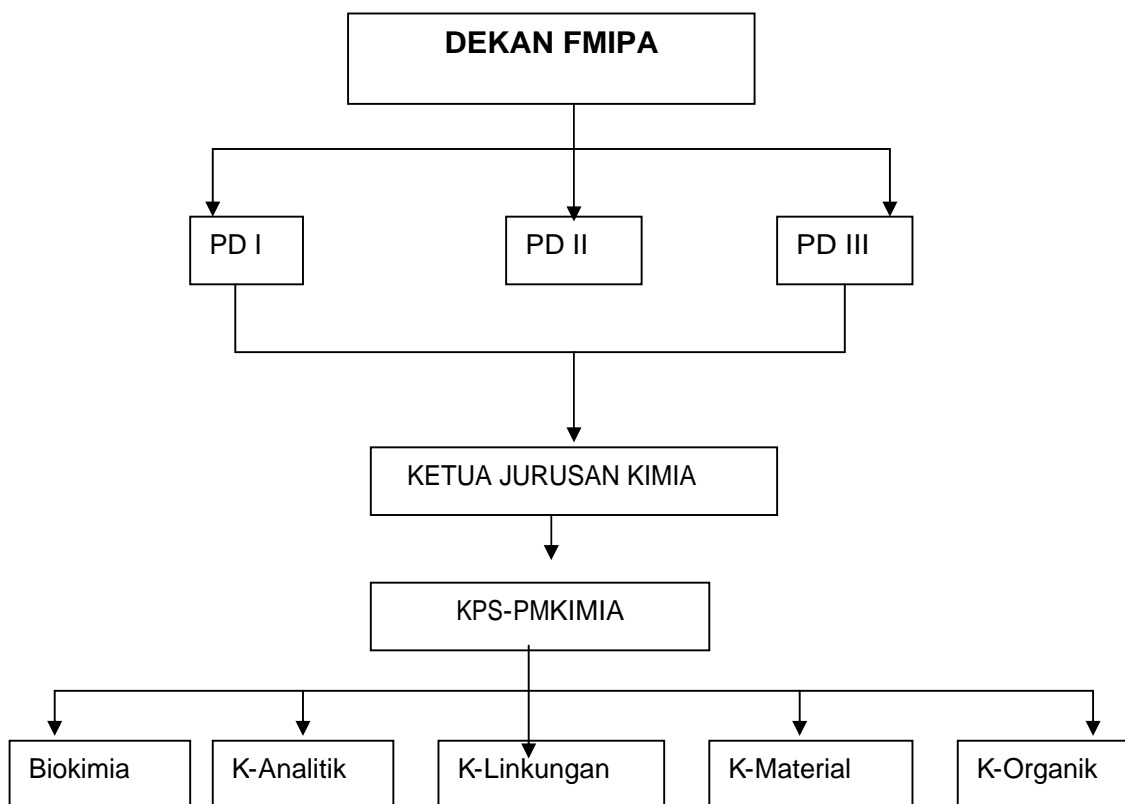 DEKAN FMIPA
PD I
PD II
PD III
KETUA JURUSAN KIMIA
KPS-PMKIMIA
Biokimia
K-Analitik
K-Linkungan
K-Material
K-Organik